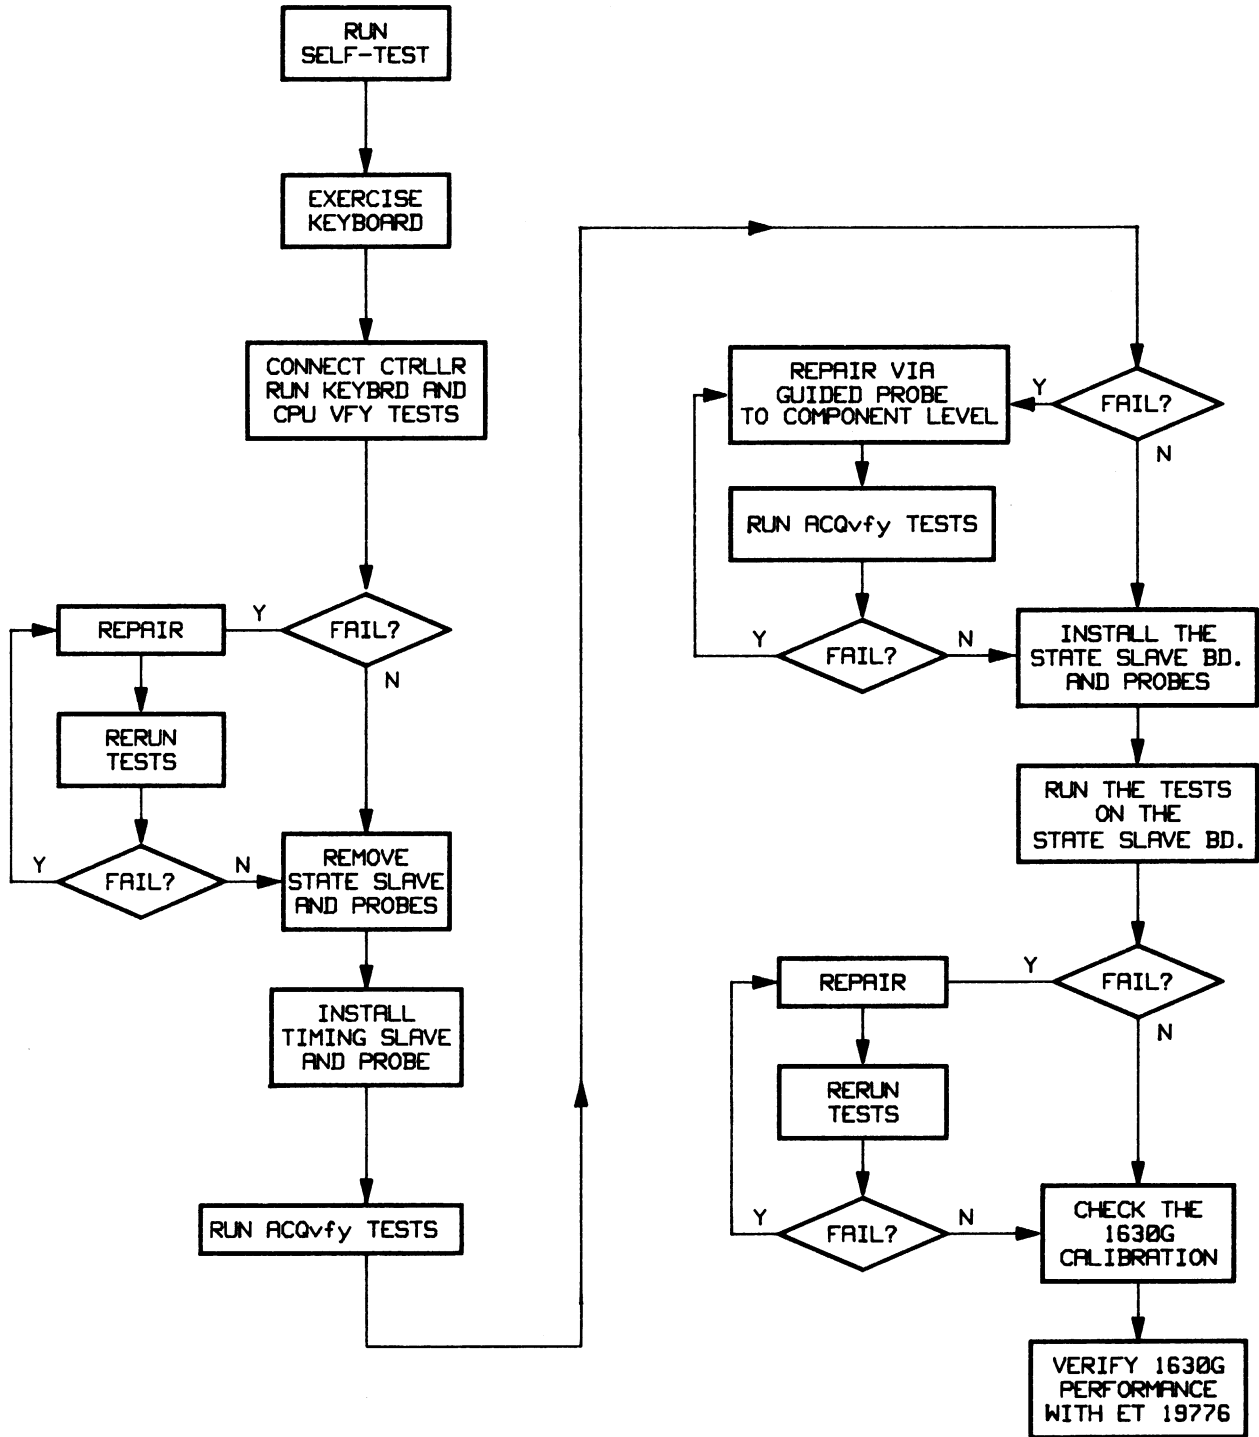 RUN
SELF-TEST
EXERCISE
KEYBOARD
CONNECT CTRLLR
RUN KEYBRD AND
CPU VFY TESTS
FAIL?
Y
N
REPAIR
RERUN
TESTS
FAIL?
Y
N
REMOVE
STATE SLAVE
AND PROBES
INSTALL
TIMING SLAVE
AND PROBE
RUN ACQvfy TESTS
FAIL?
Y
N
REPAIR VIA
GUIDED PROBE
TO COMPONENT LEVEL
RUN ACQvfy TESTS
FAIL?
Y
N
INSTALL THE
STATE SLAVE BD.
AND PROBES
RUN THE TESTS
ON THE
STATE SLAVE BD.
FAIL?
Y
N
REPAIR
RERUN
TESTS
FAIL?
Y
N
CHECK THE
1630G
CALIBRATION
VERIFY 1630G
PERFORMANCE
WITH ET 19776